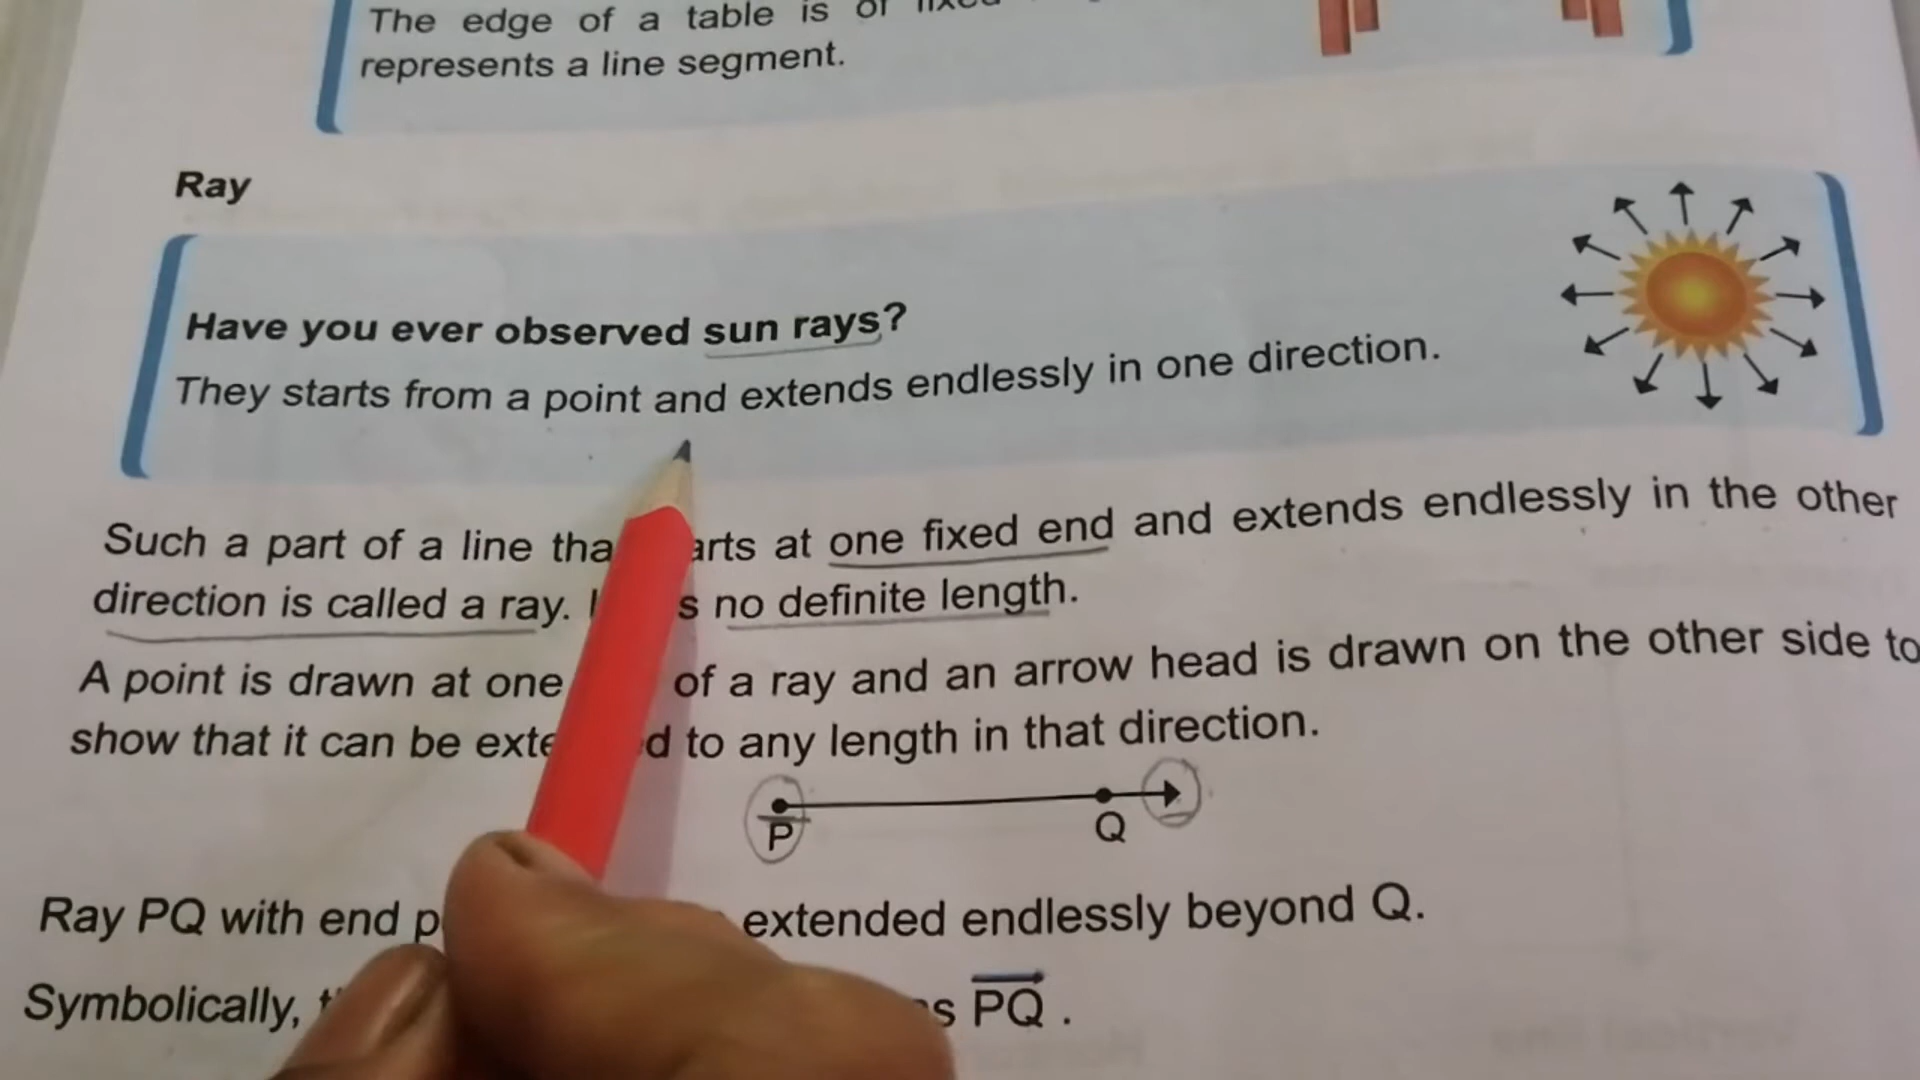 The edge of a table is of
represents a line segment.
Ray
Have you ever observed sun rays?
They starts from a point and extends endlessly in one direction.
Such a part of a line tha arts at one fixed end and extends endlessly in the other
direction is called a ray. s no definite length.
A point is drawn at one of a ray and an arrow head is drawn on the other side to
show that it can be exte d to any length in that direction.
P Q
Ray PQ with end p extended endlessly beyond Q.
Symbolically, s PQ .